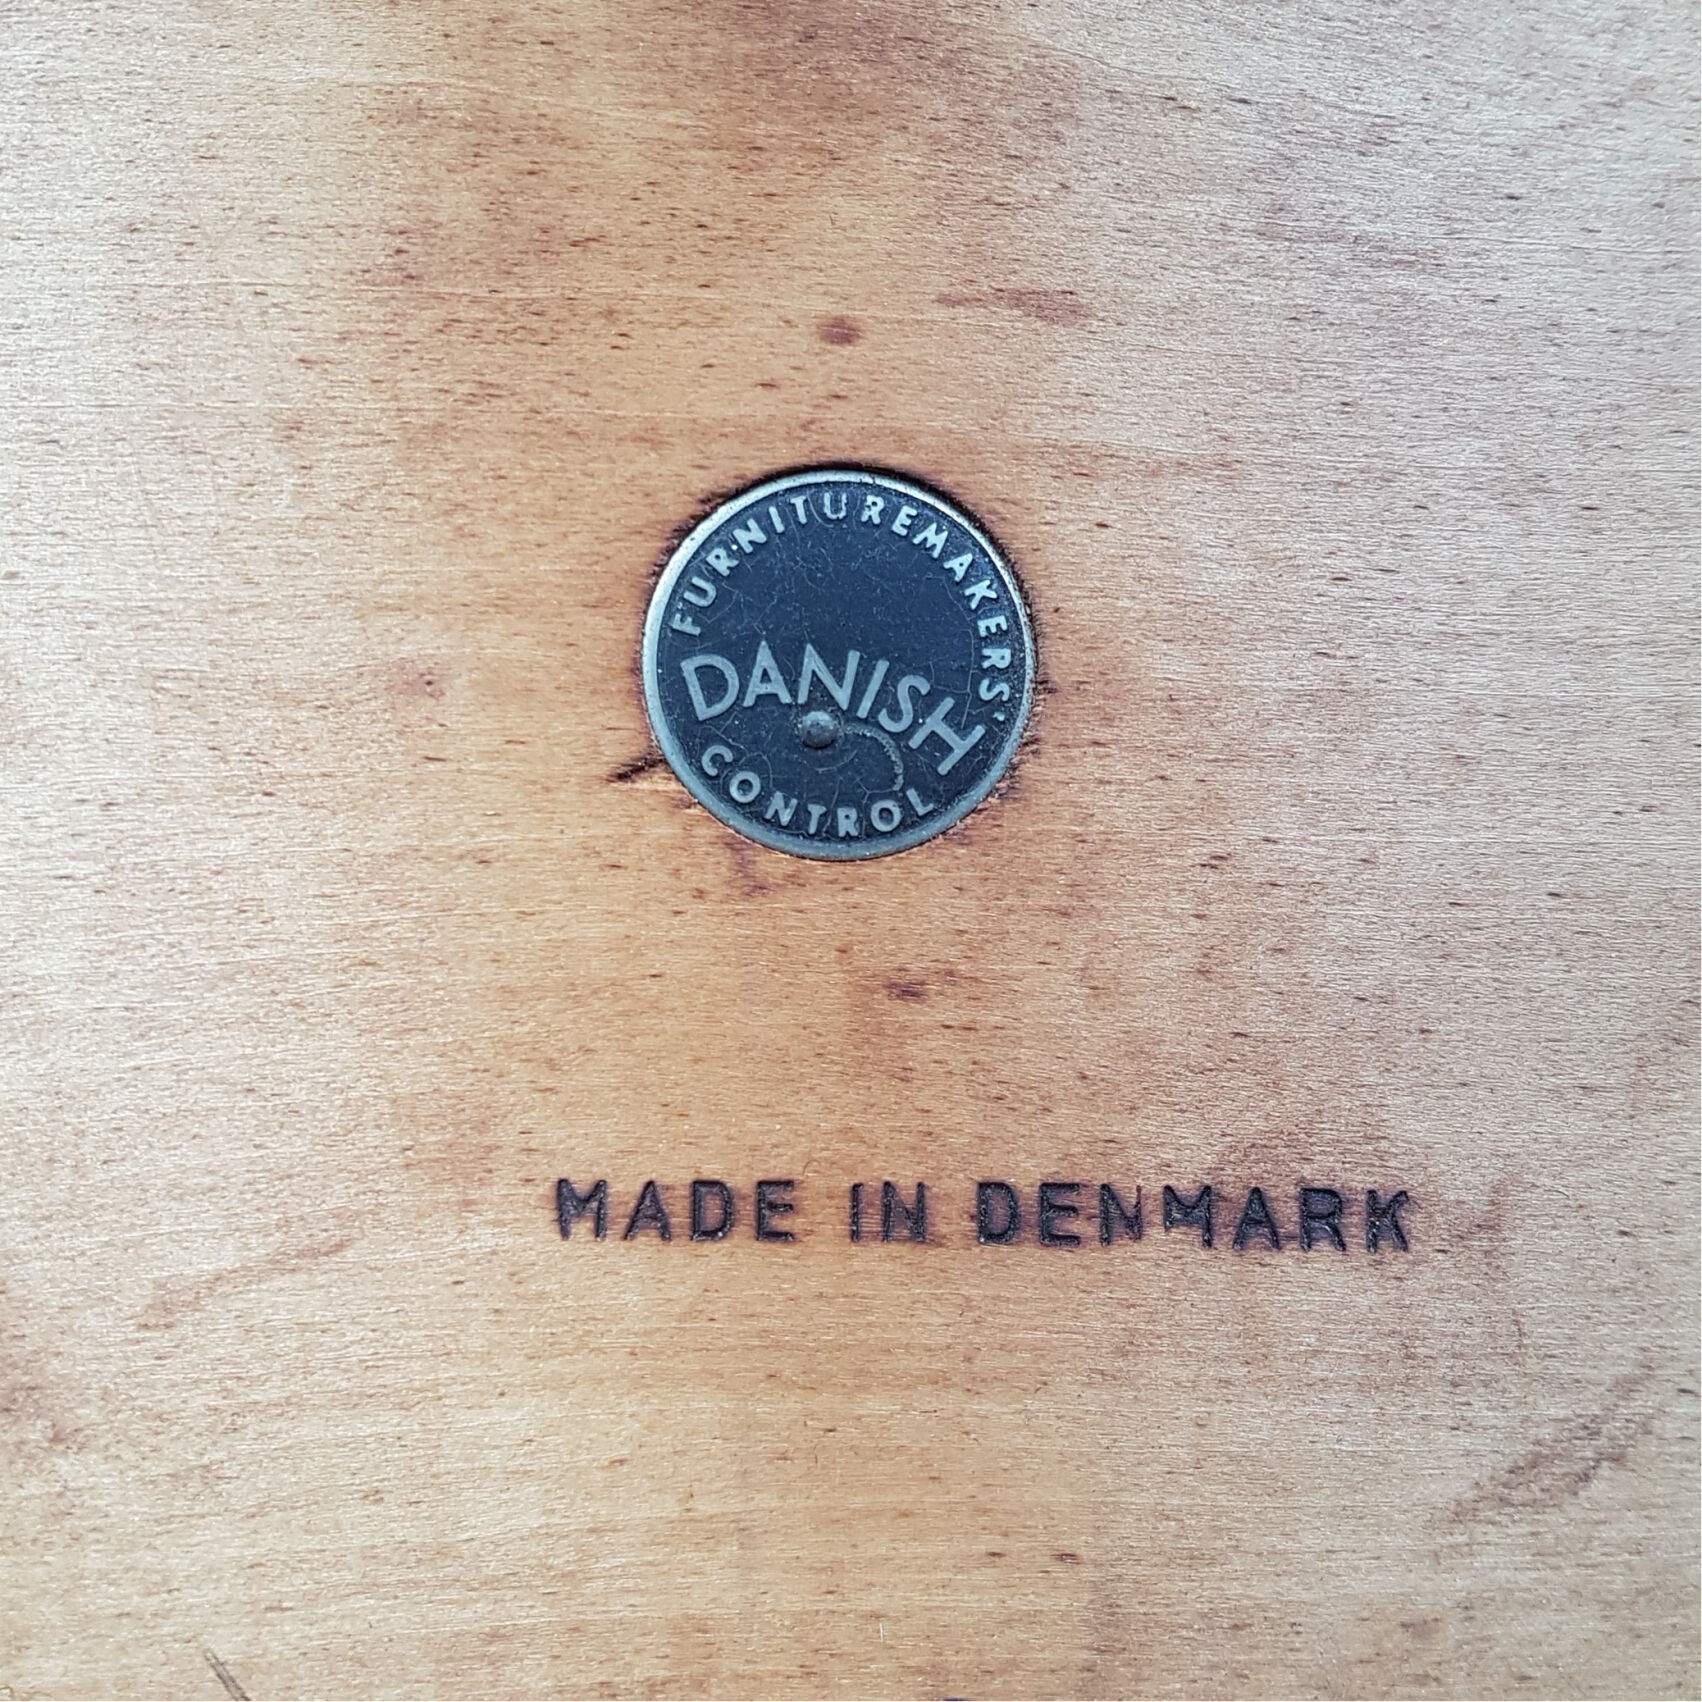 FURNITUREMAKERS'
DANISH
CONTROL
MADE IN DENMARK